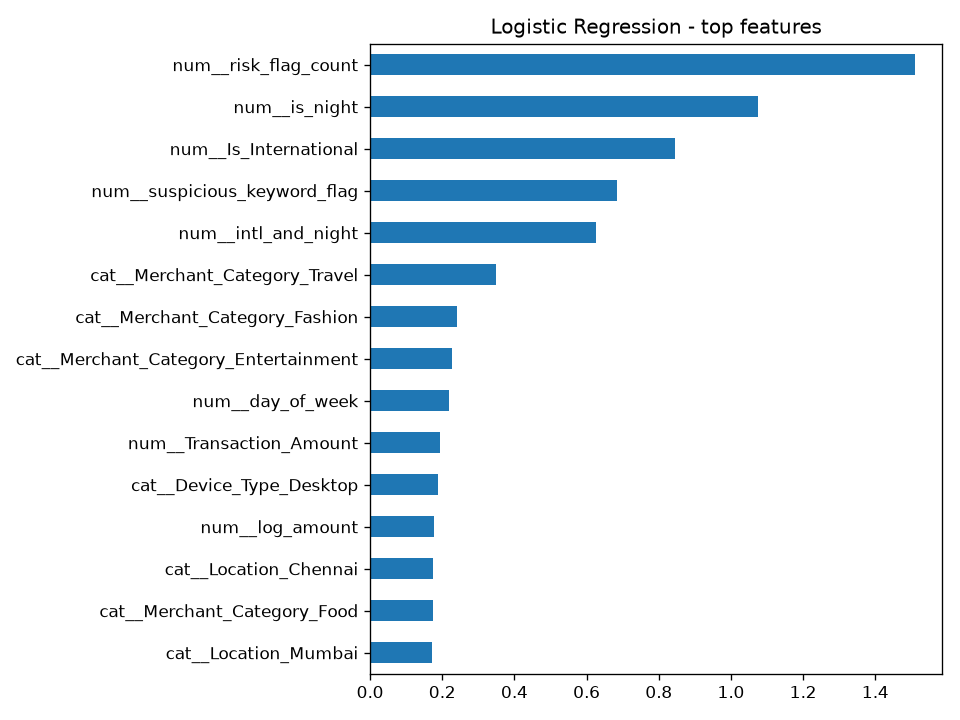 Logistic Regression - top features
num__risk_flag_count
num__is_night
num__Is_International
num__suspicious_keyword_flag
num__intl_and_night
cat__Merchant_Category_Travel
cat__Merchant_Category_Fashion
cat__Merchant_Category_Entertainment
num__day_of_week
num__Transaction_Amount
cat__Device_Type_Desktop
num__log_amount
cat__Location_Chennai
cat__Merchant_Category_Food
cat__Location_Mumbai
0.0 0.2 0.4 0.6 0.8 1.0 1.2 1.4